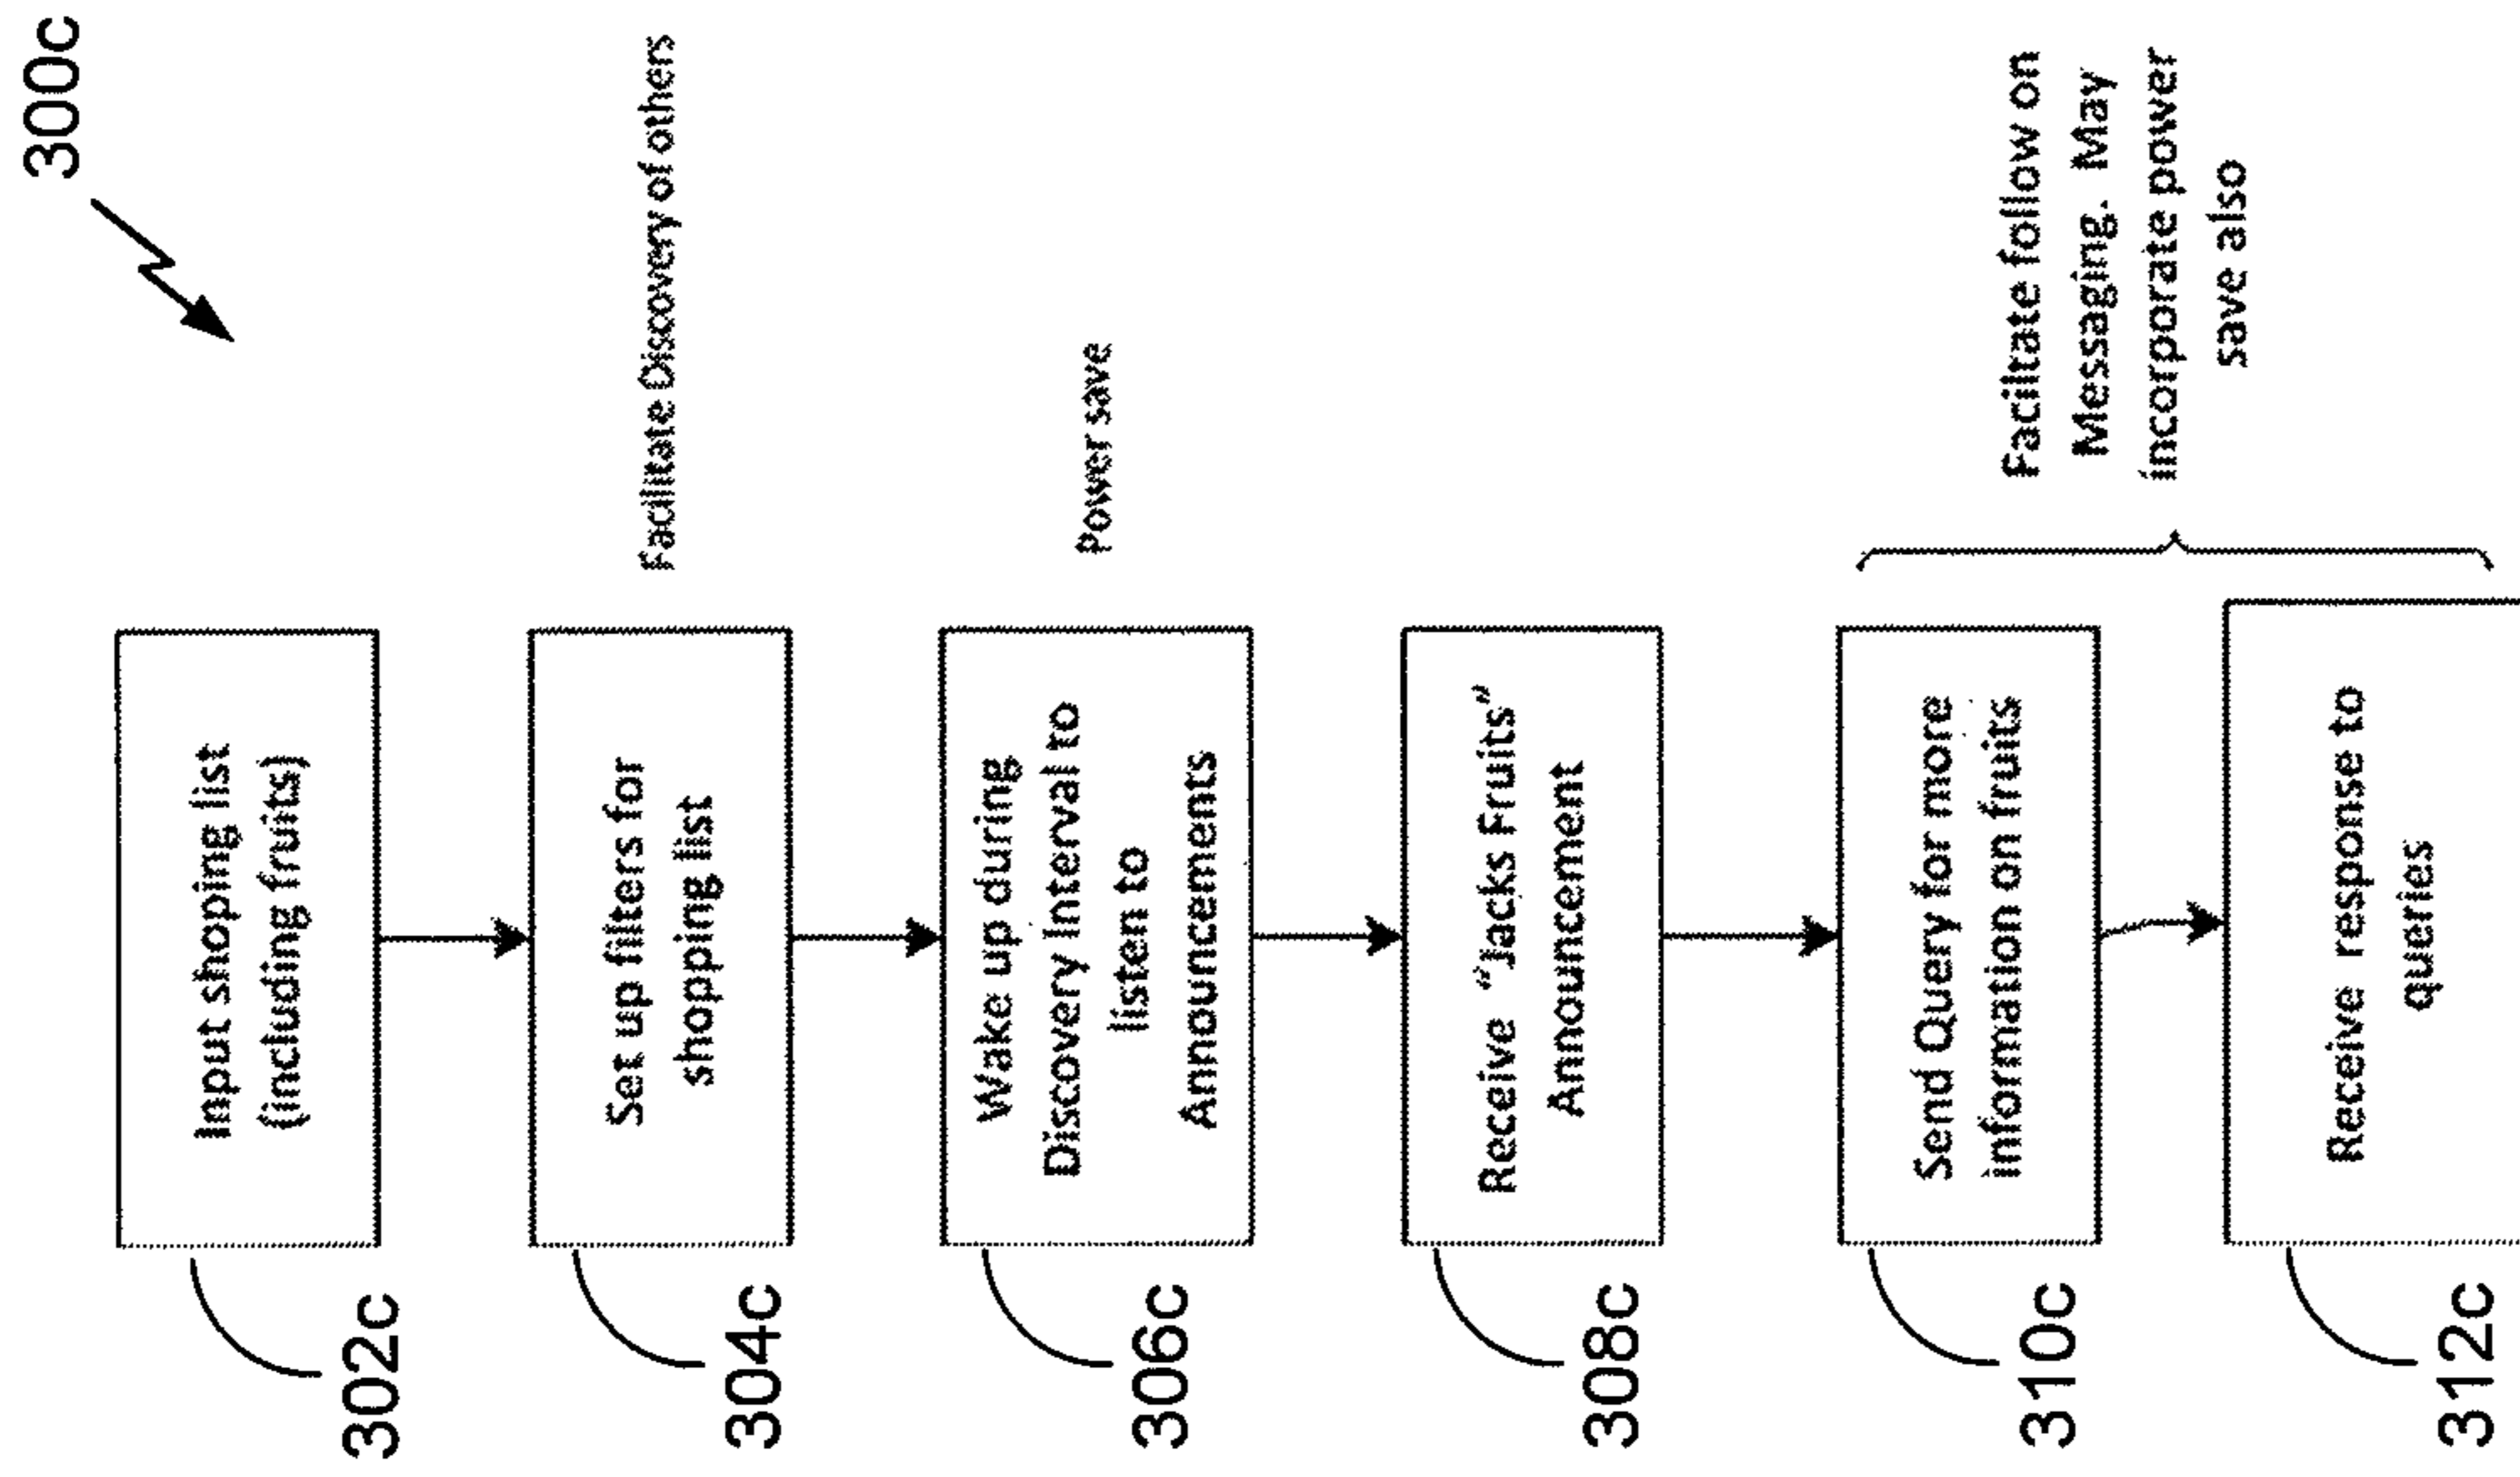 300c
302c
Input shopping list
(including fruits)
304c
Set up filters for
shopping list
Facilitate Discovery of others
306c
Wake up during
Discovery Interval to
listen to
Announcements
Power save
308c
Receive "Jacks Fruits"
Announcement
310c
Send Query for more
information on fruits
312c
Receive response to
queries
Facilitate follow on
Messaging. May
incorporate power
save also